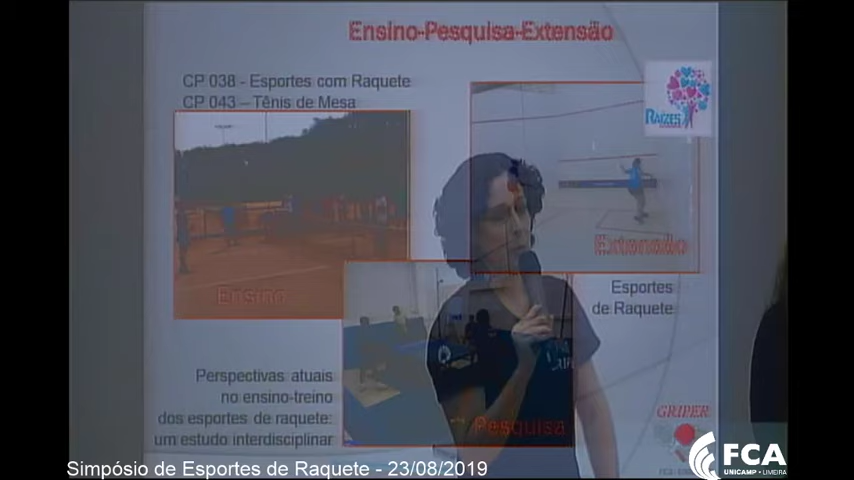 Ensino-Pesquisa-Extensão
CP 038 - Esportes com Raquete
CP 043 – Tênis de Mesa
RAÍZES
Ensino
Extensão
Esportes
de Raquete
Perspectivas atuais
no ensino-treino
dos esportes de raquete:
um estudo interdisciplinar
Pesquisa
GRIPER
FCA
UNICAMP - LIMEIRA
Simpósio de Esportes de Raquete - 23/08/2019